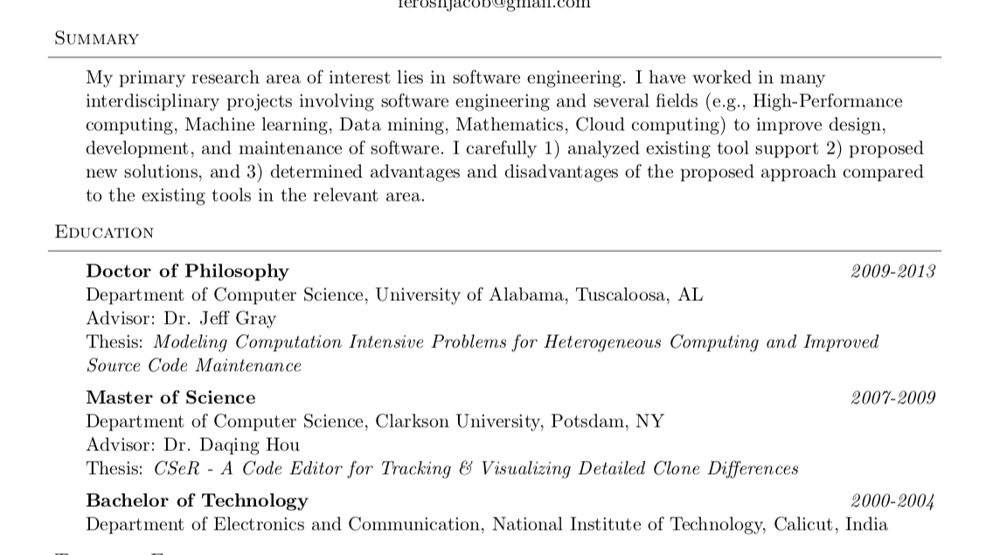 feroshjacob@gmail.com
SUMMARY
My primary research area of interest lies in software engineering. I have worked in many
interdisciplinary projects involving software engineering and several fields (e.g., High-Performance
computing, Machine learning, Data mining, Mathematics, Cloud computing) to improve design,
development, and maintenance of software. I carefully 1) analyzed existing tool support 2) proposed
new solutions, and 3) determined advantages and disadvantages of the proposed approach compared
to the existing tools in the relevant area.
EDUCATION
Doctor of Philosophy 2009-2013
Department of Computer Science, University of Alabama, Tuscaloosa, AL
Advisor: Dr. Jeff Gray
Thesis: Modeling Computation Intensive Problems for Heterogeneous Computing and Improved
Source Code Maintenance
Master of Science 2007-2009
Department of Computer Science, Clarkson University, Potsdam, NY
Advisor: Dr. Daqing Hou
Thesis: CSeR - A Code Editor for Tracking & Visualizing Detailed Clone Differences
Bachelor of Technology 2000-2004
Department of Electronics and Communication, National Institute of Technology, Calicut, India